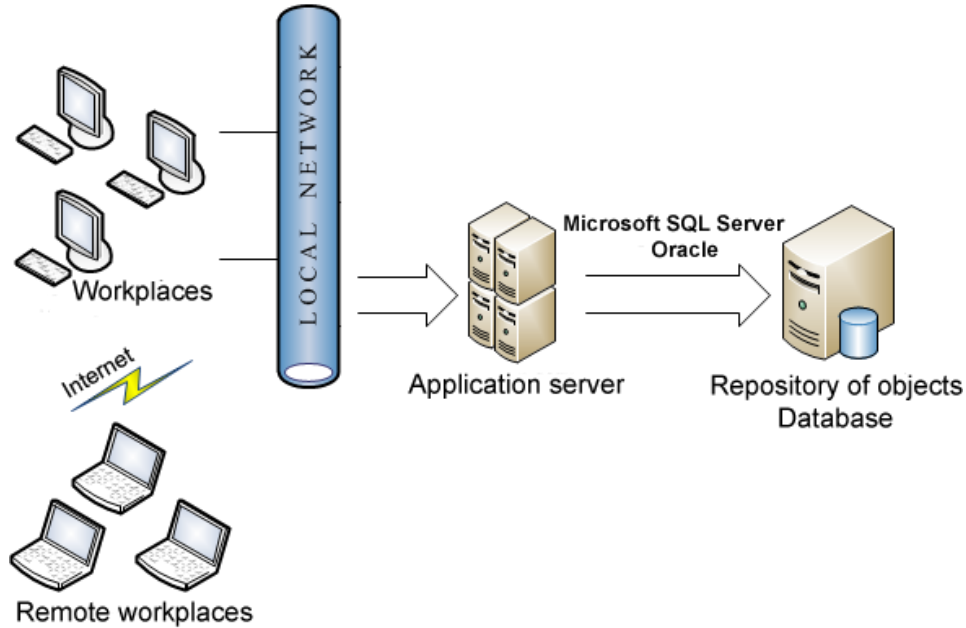 LOCAL NETWORK
Workplaces
Internet
Remote workplaces
Application server
Microsoft SQL Server
Oracle
Repository of objects
Database